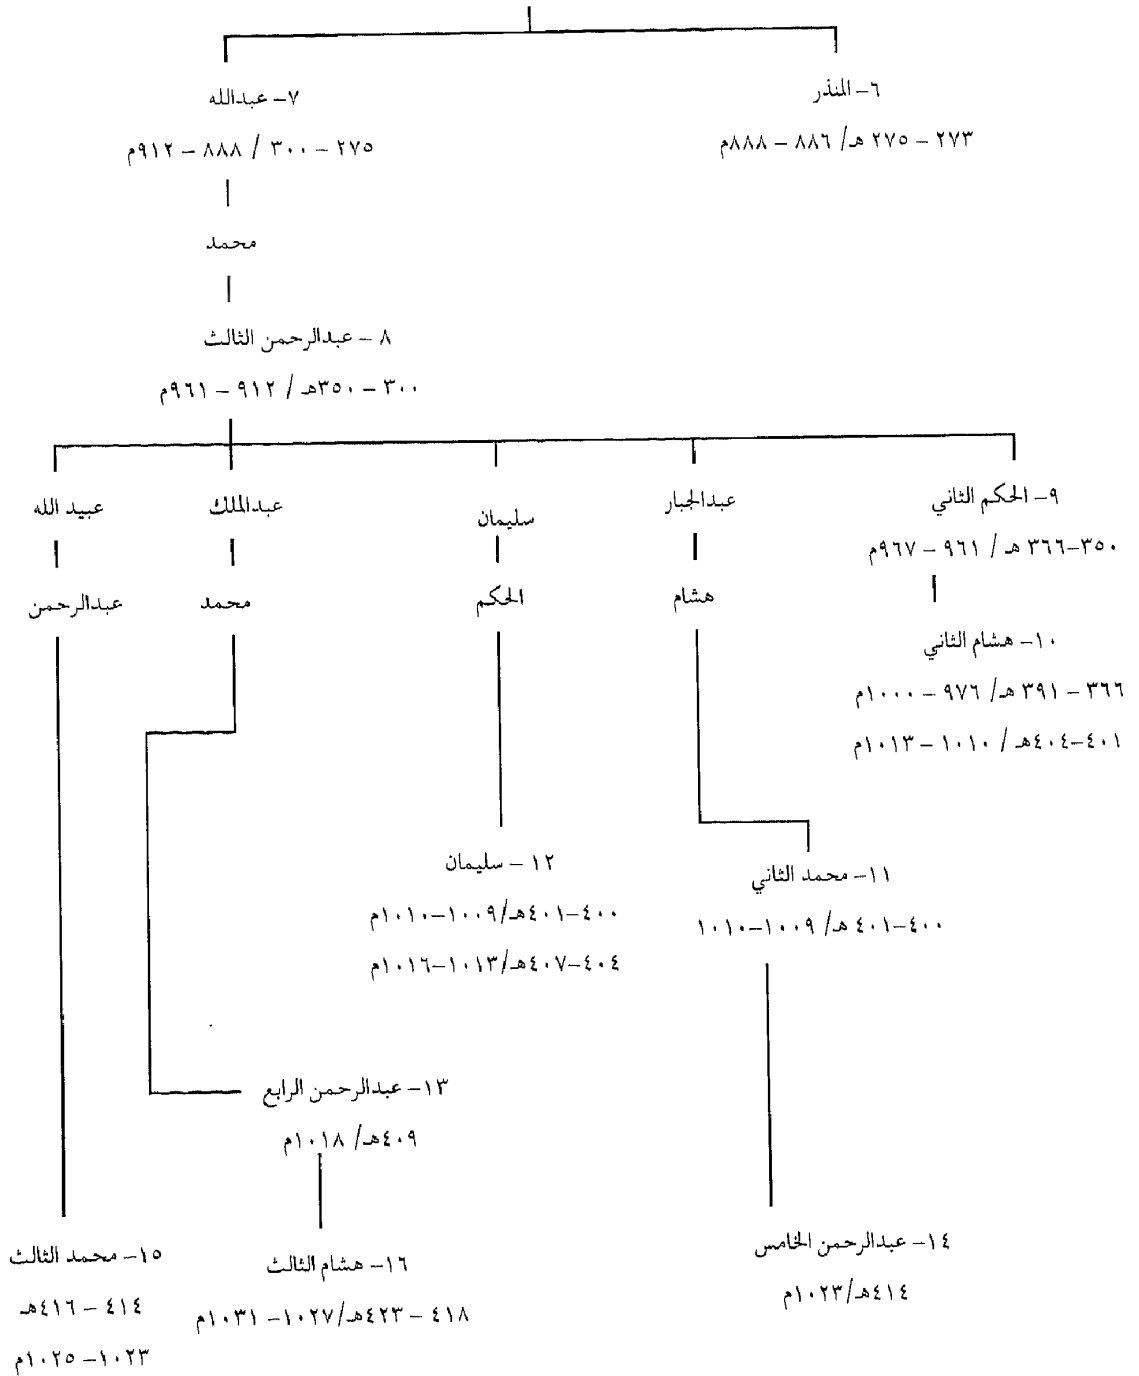 ٦- المنذر
٢٧٣ - ٢٧٥ هـ/ ٨٨٦ - ٨٨٨م
٧- عبدالله
٢٧٥ - ٣٠٠ / ٨٨٨ - ٩١٢م
محمد
٨ - عبدالرحمن الثالث
٣٠٠ - ٣٥٠هـ/ ٩١٢ - ٩٦١م
٩- الحكم الثاني
٣٥٠-٣٦٦ هـ/ ٩٦١ - ٩٦٧م
عبدالجبار
سليمان
عبدالملك
عبيد الله
هشام
الحكم
محمد
عبدالرحمن
١٠- هشام الثاني
٣٦٦ - ٣٩١ هـ/ ٩٧٦ - ١٠٠٠م
٤٠١-٤٠٤هـ/ ١٠١٠ - ١٠١٣م
١١- محمد الثاني
٤٠٠-٤٠١ هـ/ ١٠٠٩-١٠١٠
١٢ - سليمان
٤٠٠-٤٠١هـ/١٠٠٩-١٠١٠م
٤٠٤-٤٠٧هـ/١٠١٣-١٠١٦م
١٣- عبدالرحمن الرابع
٤٠٩هـ/ ١٠١٨م
١٤- عبدالرحمن الخامس
٤١٤هـ/١٠٢٣م
١٦- هشام الثالث
٤١٨ - ٤٢٣هـ/١٠٢٧- ١٠٣١م
١٥- محمد الثالث
٤١٤ - ٤١٦هـ
١٠٢٣- ١٠٢٥م